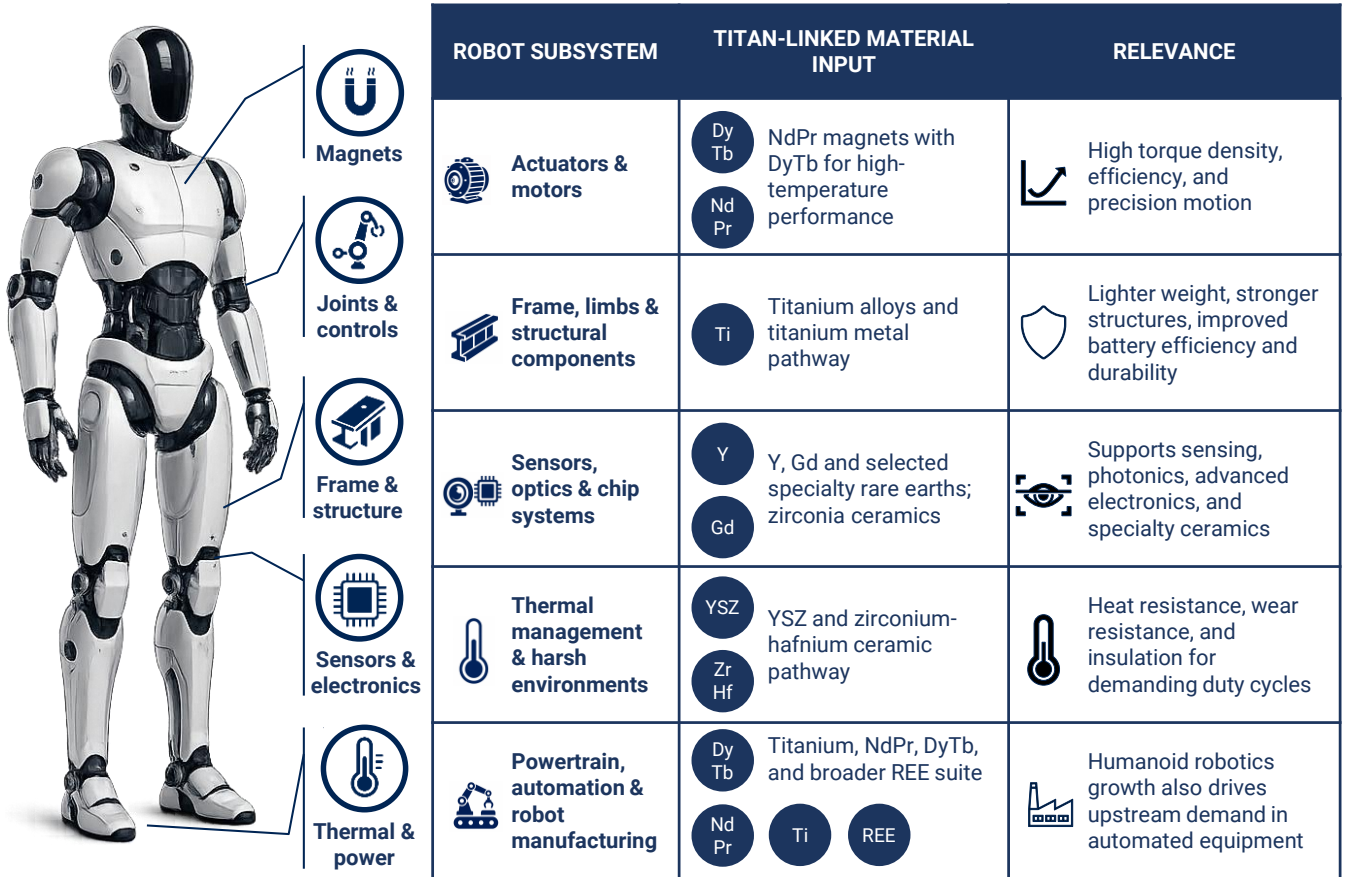 Magnets
Joints &
controls
Frame &
structure
Sensors &
electronics
Thermal &
power
ROBOT SUBSYSTEM
TITAN-LINKED MATERIAL
INPUT
RELEVANCE
Actuators &
motors
Dy
Tb
Nd
Pr
NdPr magnets with
DyTb for high-
temperature
performance
High torque density,
efficiency, and
precision motion
Frame, limbs &
structural
components
Ti
Titanium alloys and
titanium metal
pathway
Lighter weight, stronger
structures, improved
battery efficiency and
durability
Sensors,
optics & chip
systems
Y
Gd
Y, Gd and selected
specialty rare earths;
zirconia ceramics
Supports sensing,
photonics, advanced
electronics, and
specialty ceramics
Thermal
management
& harsh
environments
YSZ
Zr
Hf
YSZ and zirconium-
hafnium ceramic
pathway
Heat resistance, wear
resistance, and
insulation for
demanding duty cycles
Powertrain,
automation &
robot
manufacturing
Dy
Tb
Titanium, NdPr, DyTb,
and broader REE suite
Nd
Pr
Ti
REE
Humanoid robotics
growth also drives
upstream demand in
automated equipment